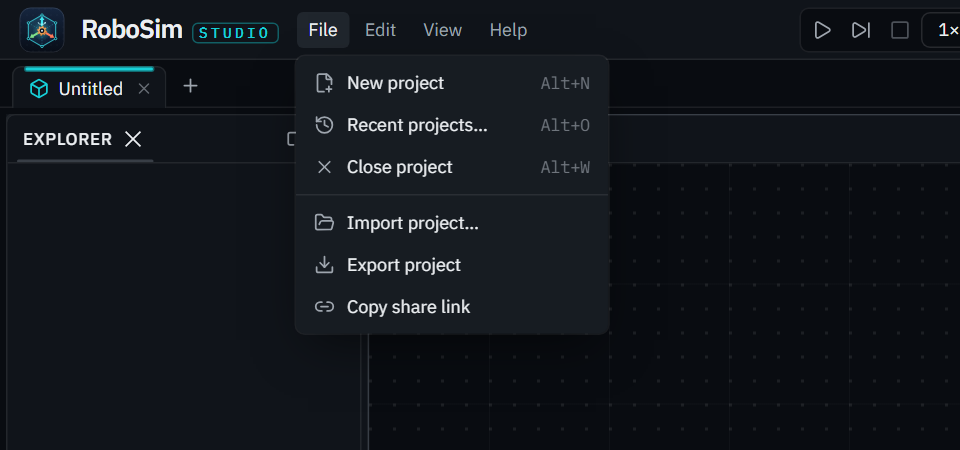 RoboSim STUDIO File Edit View Help 1×
Untitled
EXPLORER
New project Alt+N
Recent projects... Alt+O
Close project Alt+W
Import project...
Export project
Copy share link